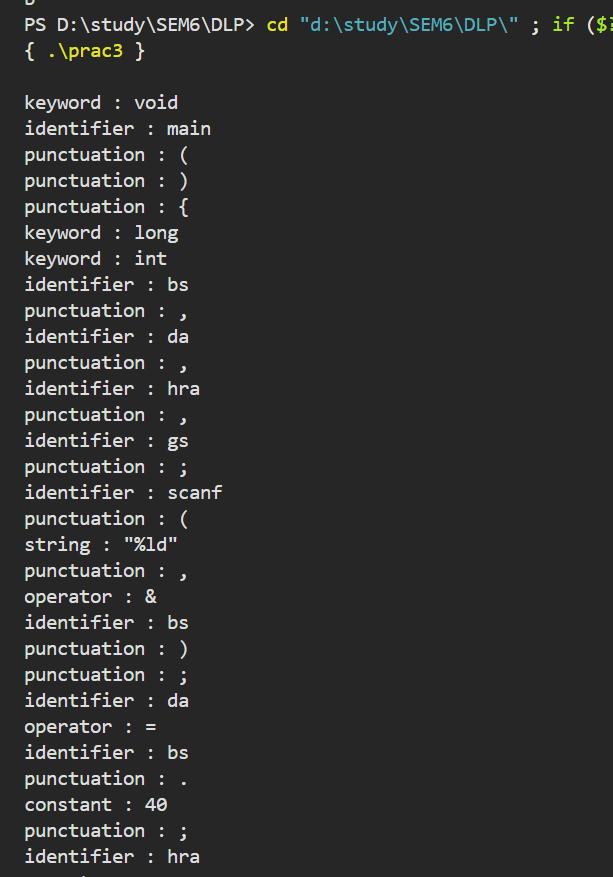 PS D:\study\SEM6\DLP> cd "d:\study\SEM6\DLP\" ; if ($?
{ .\prac3 }
keyword : void
identifier : main
punctuation : (
punctuation : )
punctuation : {
keyword : long
keyword : int
identifier : bs
punctuation : ,
identifier : da
punctuation : ,
identifier : hra
punctuation : ,
identifier : gs
punctuation : ;
identifier : scanf
punctuation : (
string : "%ld"
punctuation : ,
operator : &
identifier : bs
punctuation : )
punctuation : ;
identifier : da
operator : =
identifier : bs
punctuation : .
constant : 40
punctuation : ;
identifier : hra